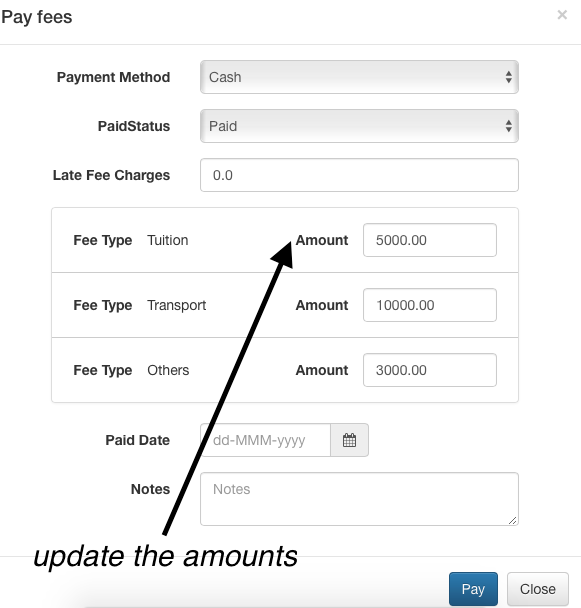 Pay fees ×
Payment Method Cash
PaidStatus Paid
Late Fee Charges 0.0
Fee Type Tuition Amount 5000.00
Fee Type Transport Amount 10000.00
Fee Type Others Amount 3000.00
Paid Date dd-MMM-yyyy
Notes Notes
update the amounts
Pay Close